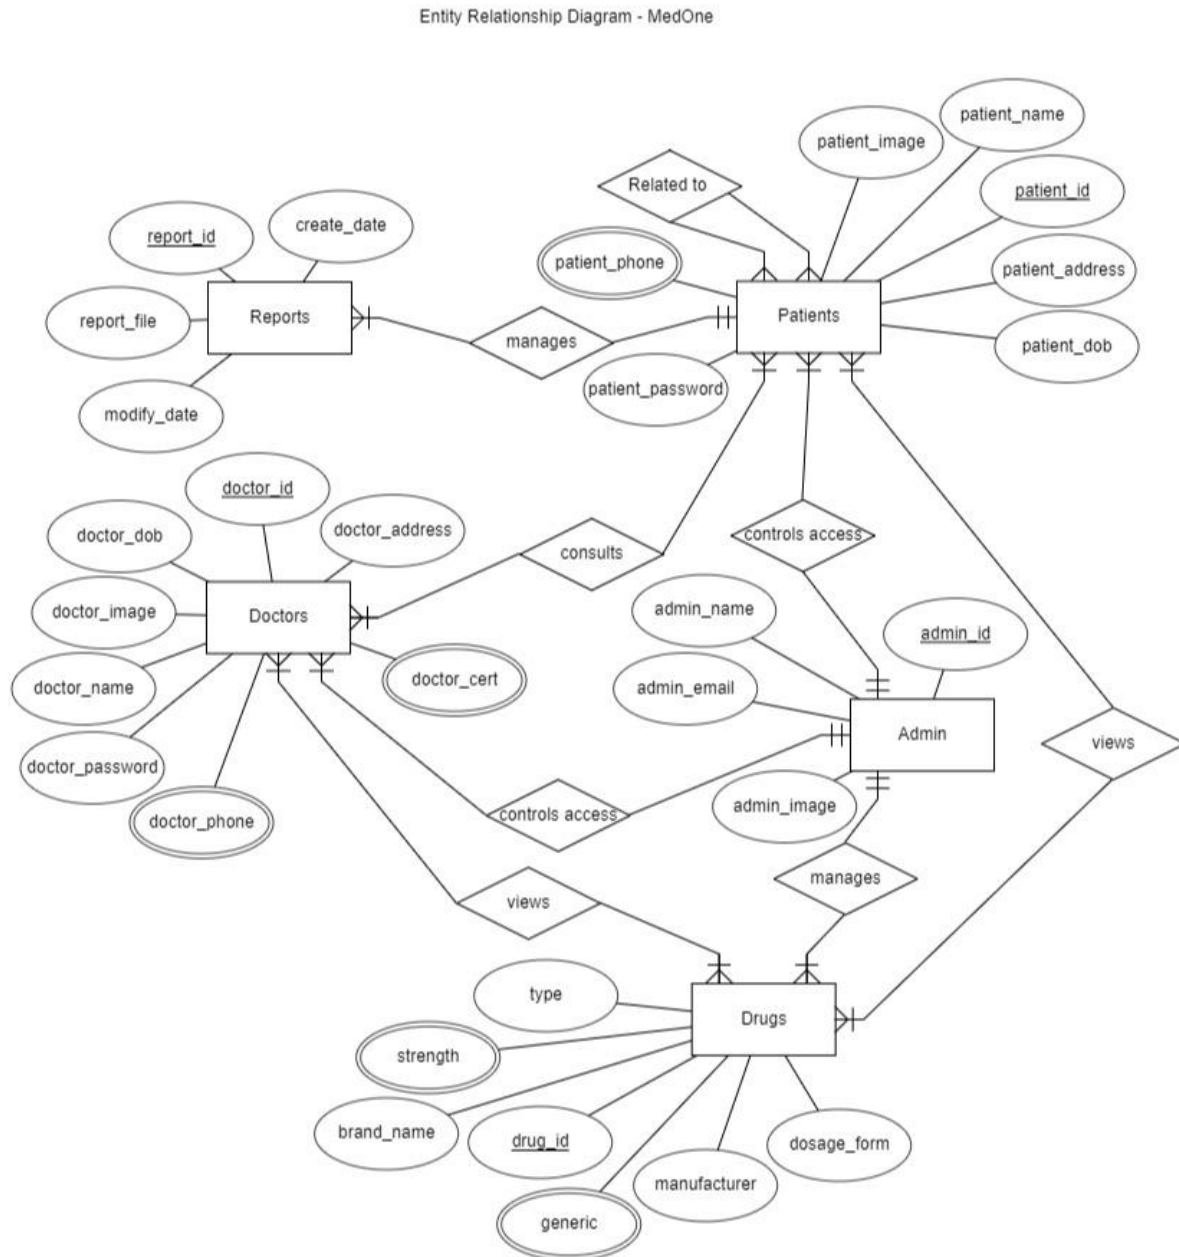 Entity Relationship Diagram - MedOne
patient_name
patient_image
Related to
patient_id
create_date
report_id
patient_phone
patient_address
report_file
Reports
manages
Patients
patient_dob
patient_password
modify_date
doctor_id
doctor_dob
doctor_address
consults
controls access
doctor_image
Doctors
admin_name
admin_id
doctor_name
doctor_cert
admin_email
Admin
views
doctor_password
admin_image
doctor_phone
controls access
manages
views
type
Drugs
strength
brand_name
drug_id
dosage_form
manufacturer
generic